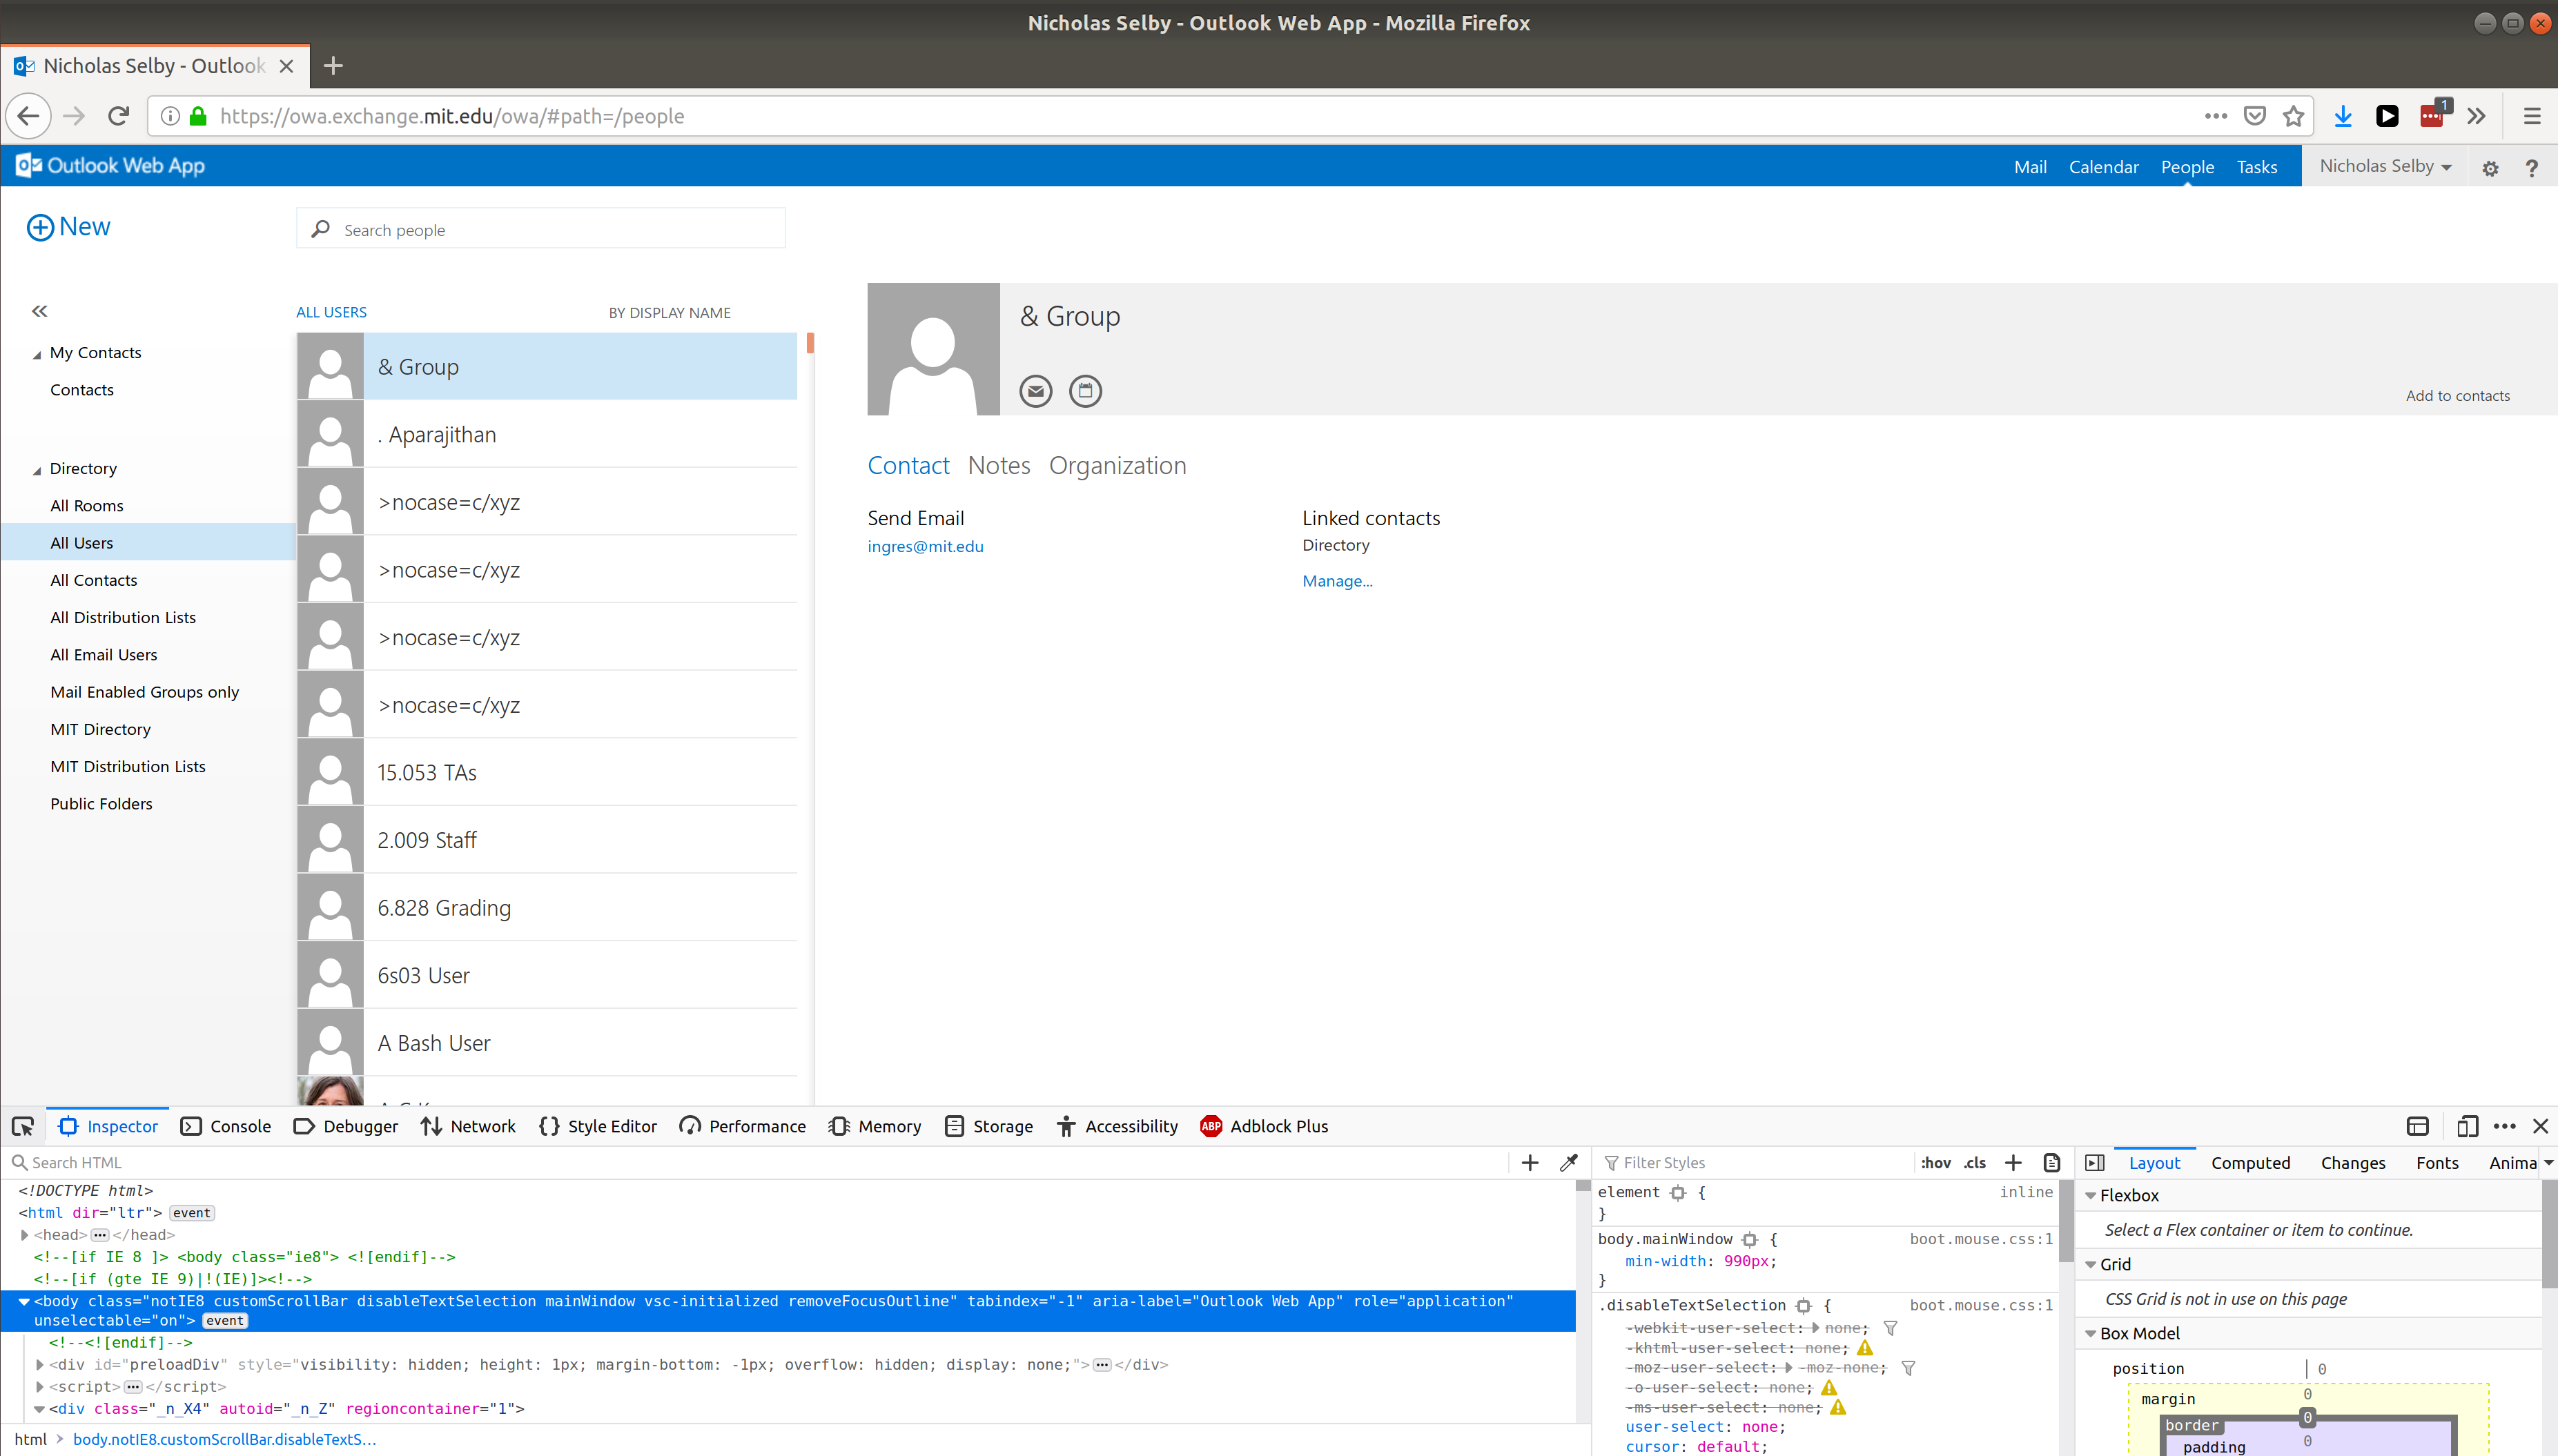 Nicholas Selby - Outlook Web App - Mozilla Firefox
Nicholas Selby - Outlook
https://owa.exchange.mit.edu/owa/#path=/people
1
Outlook Web App
Mail Calendar People Tasks Nicholas Selby ?
New
Search people
ALL USERS BY DISPLAY NAME
My Contacts
Contacts
Directory
All Rooms
All Users
All Contacts
All Distribution Lists
All Email Users
Mail Enabled Groups only
MIT Directory
MIT Distribution Lists
Public Folders
& Group
. Aparajithan
>nocase=c/xyz
>nocase=c/xyz
>nocase=c/xyz
>nocase=c/xyz
15.053 TAs
2.009 Staff
6.828 Grading
6s03 User
A Bash User
& Group
Add to contacts
Contact Notes Organization
Send Email
ingres@mit.edu
Linked contacts
Directory
Manage...
Inspector Console Debugger Network Style Editor Performance Memory Storage Accessibility ABP Adblock Plus
Search HTML
<!DOCTYPE html>
<html dir="ltr"> event
<head> ... </head>
<!--[if IE 8 ]> <body class="ie8"> <![endif]-->
<!--[if (gte IE 9)|!(IE)]><!-->
<body class="notIE8 customScrollBar disableTextSelection mainWindow vsc-initialized removeFocusOutline" tabindex="-1" aria-label="Outlook Web App" role="application"
unselectable="on"> event
<!--<![endif]-->
<div id="preloadDiv" style="visibility: hidden; height: 1px; margin-bottom: -1px; overflow: hidden; display: none;"> ... </div>
<script> ... </script>
<div class="_n_X4" autoid="_n_Z" regioncontainer="1">
html > body.notIE8.customScrollBar.disableTextS…
Filter Styles :hov .cls
element { inline
}
body.mainWindow { boot.mouse.css:1
min-width: 990px;
}
.disableTextSelection { boot.mouse.css:1
-webkit-user-select: none;
-khtml-user-select: none;
-moz-user-select: -moz-none;
-o-user-select: none;
-ms-user-select: none;
user-select: none;
cursor: default;
Layout Computed Changes Fonts Anima
Flexbox
Select a Flex container or item to continue.
Grid
CSS Grid is not in use on this page
Box Model
position 0
margin 0
border 0
padding 0